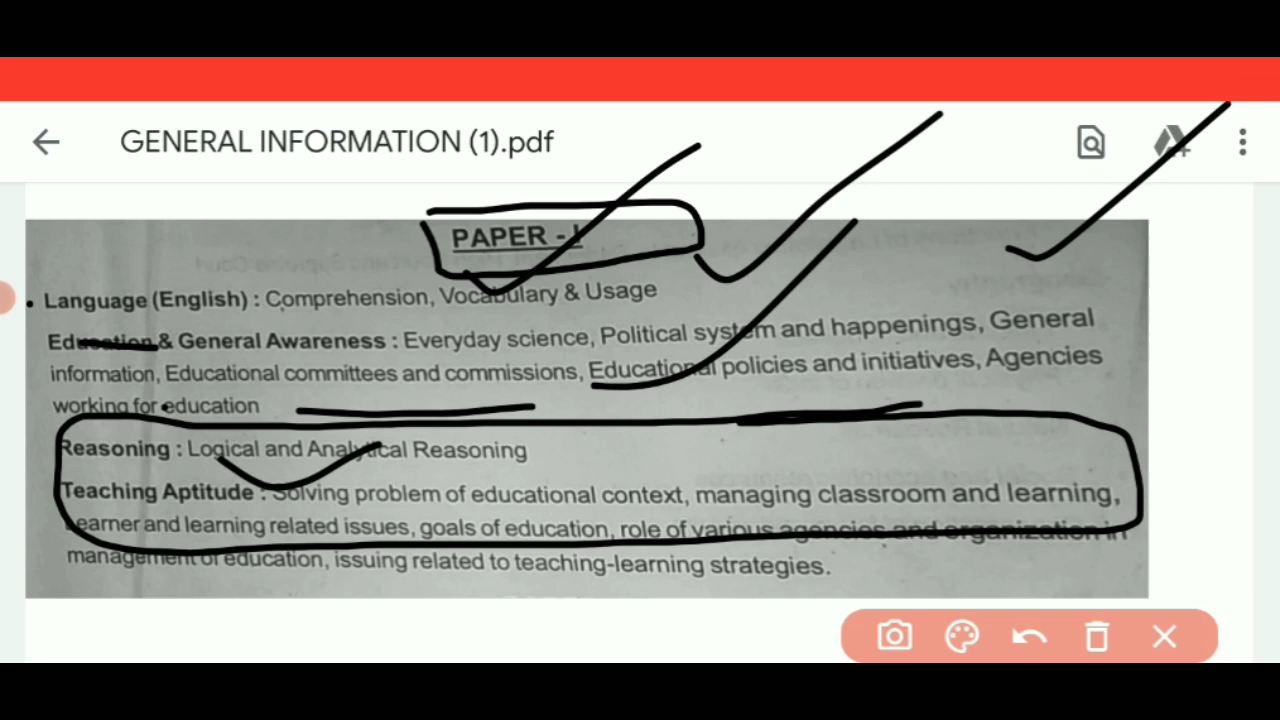 GENERAL INFORMATION (1).pdf
PAPER - I
Language (English) : Comprehension, Vocabulary & Usage
Education & General Awareness : Everyday science, Political system and happenings, General
information, Educational committees and commissions, Educational policies and initiatives, Agencies
working for education
Reasoning : Logical and Analytical Reasoning
Teaching Aptitude : Solving problem of educational context, managing classroom and learning,
Learner and learning related issues, goals of education, role of various agencies and organization in
management of education, issuing related to teaching-learning strategies.